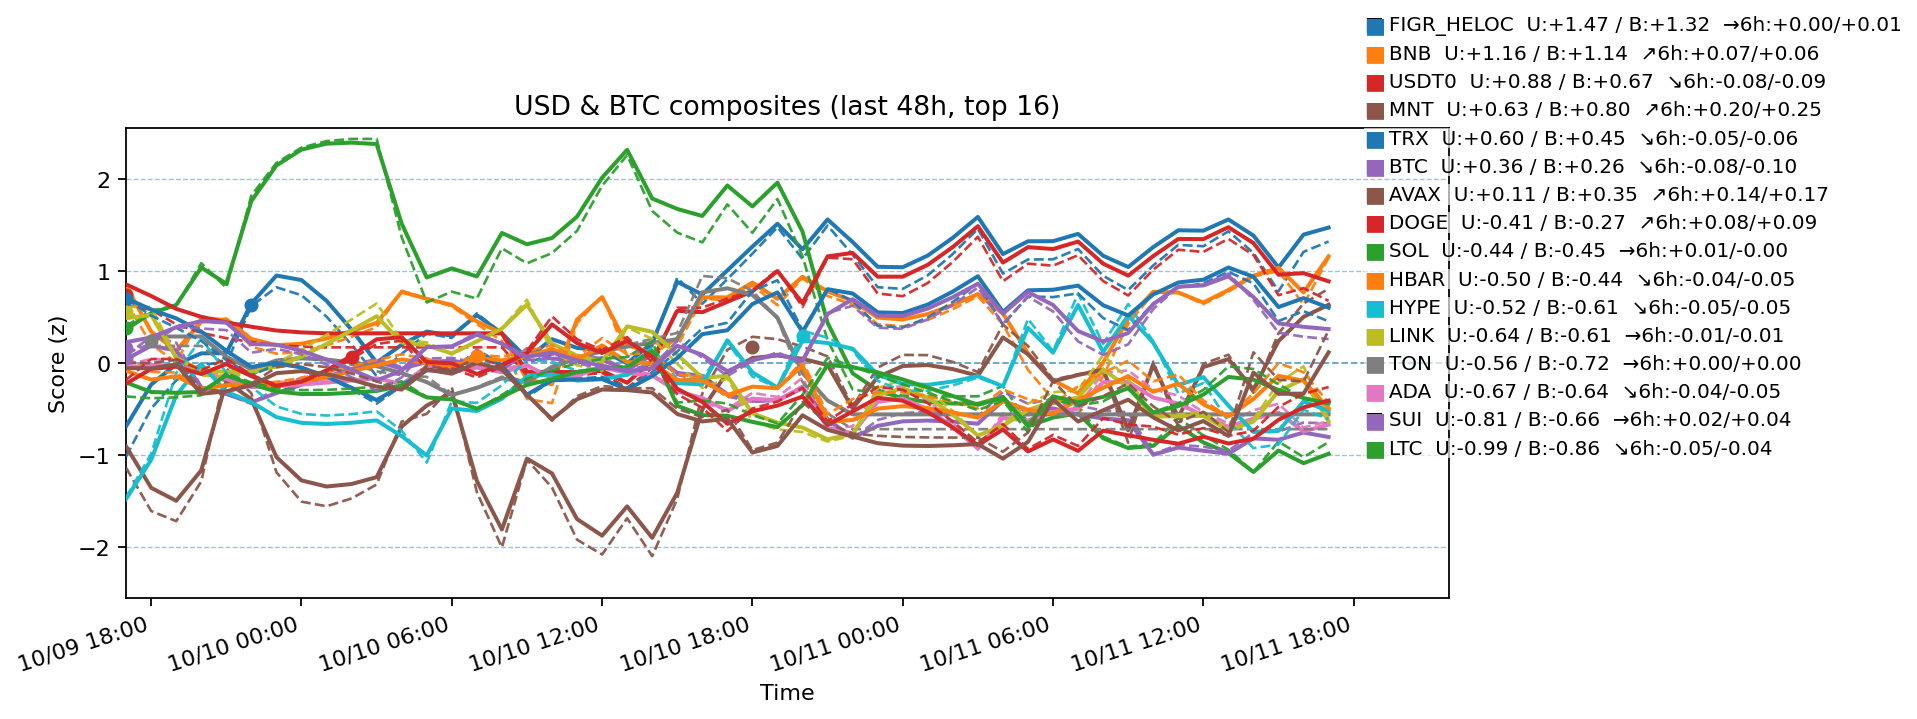 USD & BTC composites (last 48h, top 16)
FIGR_HELOC U:+1.47 / B:+1.32 →6h:+0.00/+0.01
BNB U:+1.16 / B:+1.14 ↗6h:+0.07/+0.06
USDT0 U:+0.88 / B:+0.67 ↘6h:-0.08/-0.09
MNT U:+0.63 / B:+0.80 ↗6h:+0.20/+0.25
TRX U:+0.60 / B:+0.45 ↘6h:-0.05/-0.06
BTC U:+0.36 / B:+0.26 ↘6h:-0.08/-0.10
AVAX U:+0.11 / B:+0.35 ↗6h:+0.14/+0.17
DOGE U:-0.41 / B:-0.27 ↗6h:+0.08/+0.09
SOL U:-0.44 / B:-0.45 →6h:+0.01/-0.00
HBAR U:-0.50 / B:-0.44 ↘6h:-0.04/-0.05
HYPE U:-0.52 / B:-0.61 ↘6h:-0.05/-0.05
LINK U:-0.64 / B:-0.61 →6h:-0.01/-0.01
TON U:-0.56 / B:-0.72 →6h:+0.00/+0.00
ADA U:-0.67 / B:-0.64 ↘6h:-0.04/-0.05
SUI U:-0.81 / B:-0.66 →6h:+0.02/+0.04
LTC U:-0.99 / B:-0.86 ↘6h:-0.05/-0.04
Score (z)
2
1
0
−1
−2
10/09 18:00
10/10 00:00
10/10 06:00
10/10 12:00
10/10 18:00
10/11 00:00
10/11 06:00
10/11 12:00
10/11 18:00
Time